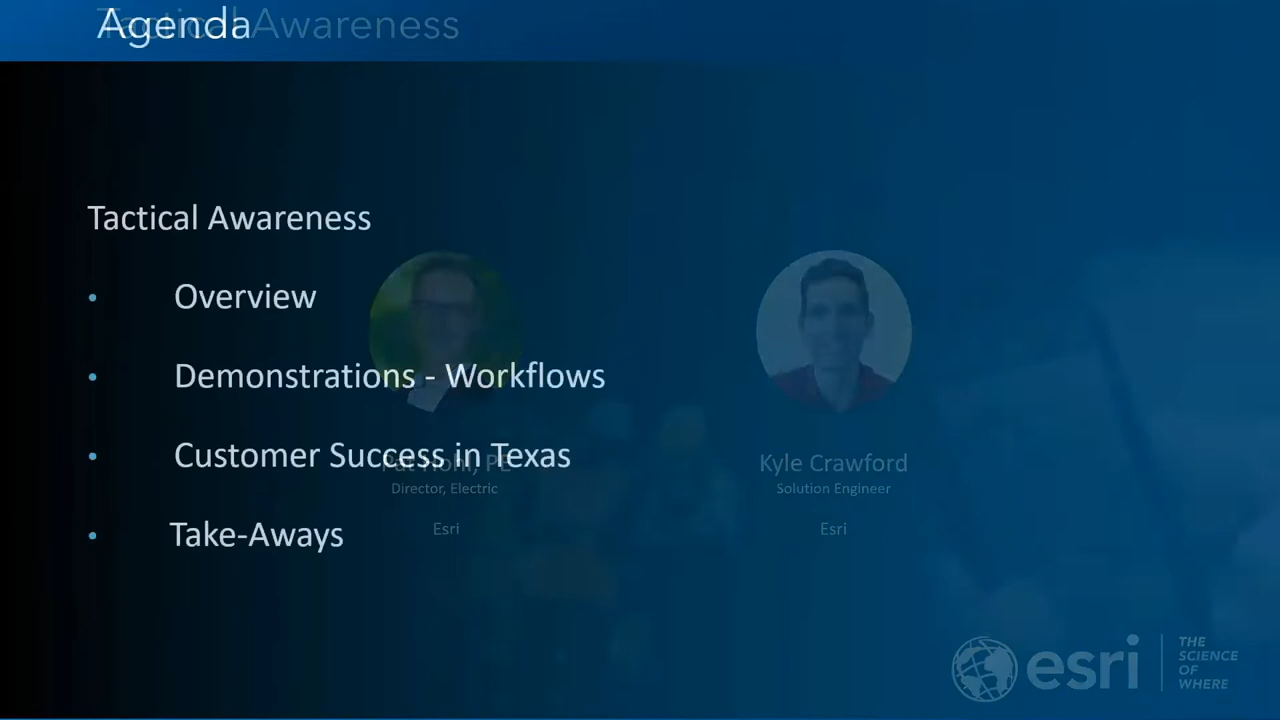 Agenda
Tactical Awareness
Tactical Awareness
• Overview
• Demonstrations - Workflows
• Customer Success in Texas
• Take-Aways
Director, Electric
Esri
Kyle Crawford
Solution Engineer
Esri
esri
THE
SCIENCE
OF
WHERE